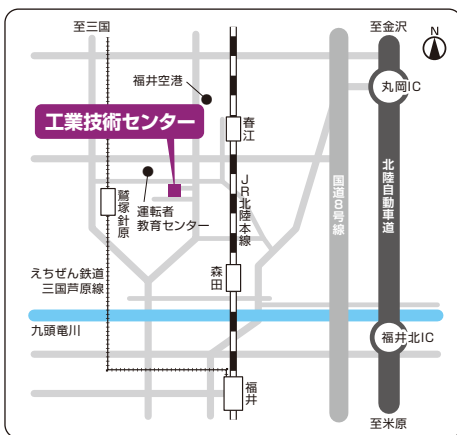 至三国
至金沢
N
福井空港
丸岡IC
工業技術センター
春江
北陸自動車道
国道8号線
JR北陸本線
鷲塚針原
運転者
教育センター
森田
えちぜん鉄道
三国芦原線
九頭竜川
福井北IC
福井
至米原